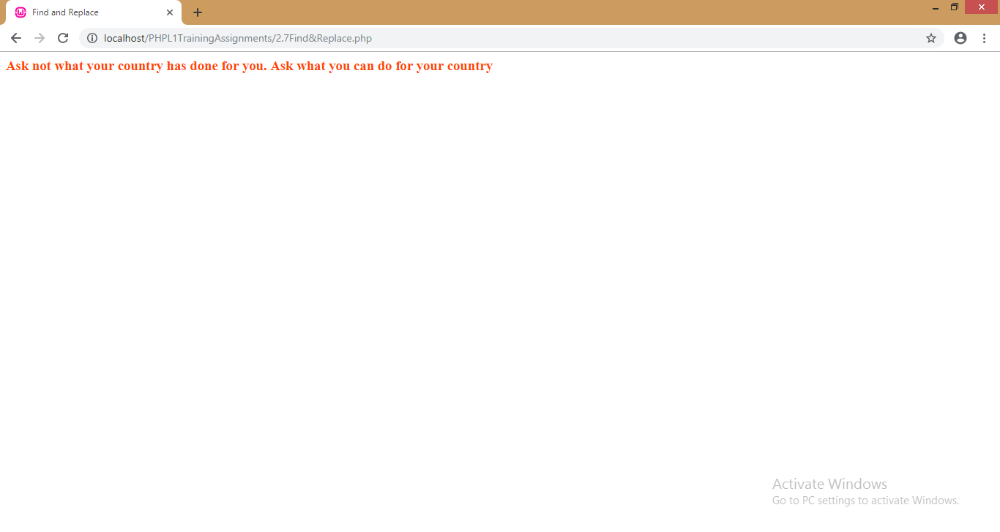 Find and Replace
localhost/PHPL1TrainingAssignments/2.7Find&Replace.php
Ask not what your country has done for you. Ask what you can do for your country
Activate Windows
Go to PC settings to activate Windows.